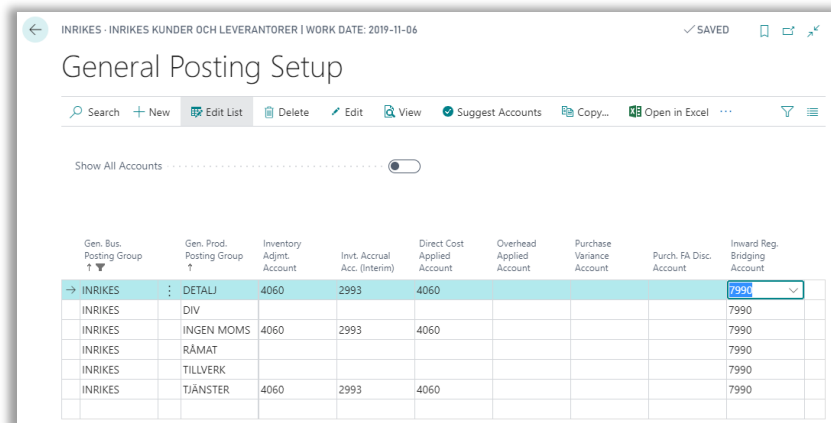 INRIKES · INRIKES KUNDER OCH LEVERANTORER | WORK DATE: 2019-11-06 ✓ SAVED
General Posting Setup
Search + New Edit List Delete Edit View Suggest Accounts Copy... Open in Excel ···
Show All Accounts
Gen. Bus. Posting Group ↑ Gen. Prod. Posting Group ↑ Inventory Adjmt. Account Invt. Accrual Acc. (Interim) Direct Cost Applied Account Overhead Applied Account Purchase Variance Account Purch. FA Disc. Account Inward Reg. Bridging Account
→ INRIKES DETALJ 4060 2993 4060 7990
INRIKES DIV 7990
INRIKES INGEN MOMS 4060 2993 4060 7990
INRIKES RÅMAT 7990
INRIKES TILLVERK 7990
INRIKES TJÄNSTER 4060 2993 4060 7990